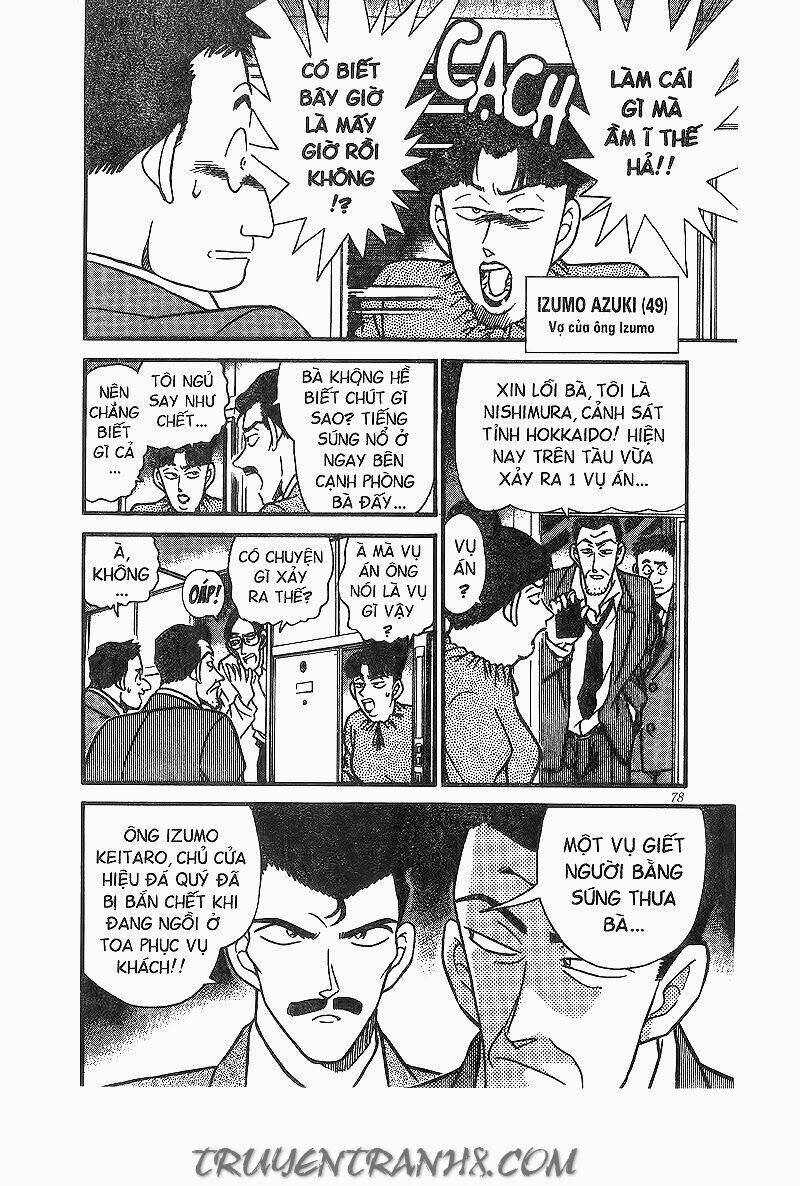 LÀM CÁI
GÌ MÀ
ẦM Ĩ THẾ
HẢ!!
CẠCH
CÓ BIẾT
BÂY GIỜ
LÀ MẤY
GIỜ RỒI
KHÔNG
!?
IZUMO AZUKI (49)
Vợ của ông Izumo
XIN LỖI BÀ, TÔI LÀ
NISHIMURA, CẢNH SÁT
TỈNH HOKKAIDO! HIỆN
NAY TRÊN TÀU VỪA
XẢY RA 1 VỤ ÁN...
VỤ
ÁN
?
BÀ KHÔNG HỀ
BIẾT CHÚT GÌ
SAO? TIẾNG
SÚNG NỔ Ở
NGAY BÊN
CẠNH PHÒNG
BÀ ĐẤY...
TÔI NGỦ
SAY NHƯ
CHẾT...
NÊN
CHẲNG
BIẾT
GÌ CẢ
...
À MÀ VỤ
ÁN ÔNG
NÓI LÀ VỤ
GÌ VẬY
?
CÓ CHUYỆN
GÌ XẢY
RA THẾ?
OÁP!
À,
KHÔNG
...
78
MỘT VỤ GIẾT
NGƯỜI BẰNG
SÚNG THƯA
BÀ...
ÔNG IZUMO
KEITARO, CHỦ CỬA
HIỆU ĐÁ QUÝ ĐÃ
BỊ BẮN CHẾT KHI
ĐANG NGỒI Ở
TOA PHỤC VỤ
KHÁCH!!
TRUYENTRANH8.COM